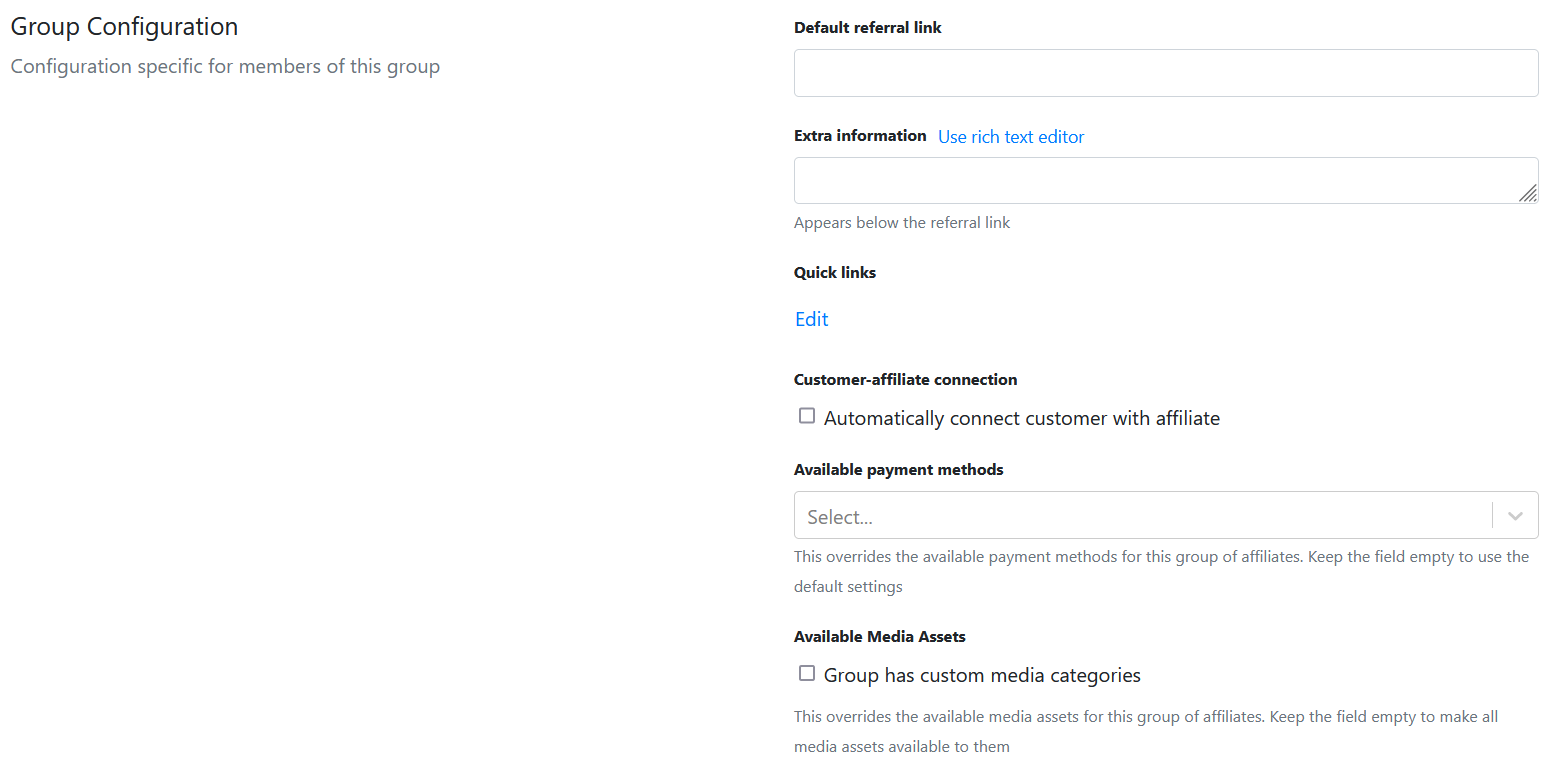 Group Configuration
Configuration specific for members of this group
Default referral link
Extra information Use rich text editor
Appears below the referral link
Quick links
Edit
Customer-affiliate connection
Automatically connect customer with affiliate
Available payment methods
Select...
This overrides the available payment methods for this group of affiliates. Keep the field empty to use the
default settings
Available Media Assets
Group has custom media categories
This overrides the available media assets for this group of affiliates. Keep the field empty to make all
media assets available to them